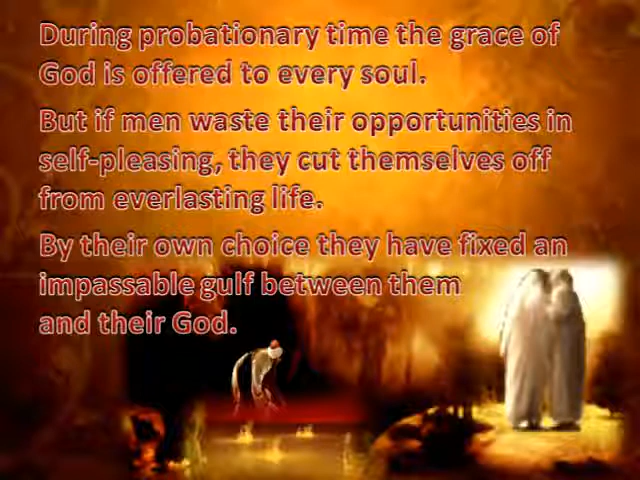 During probationary time the grace of
God is offered to every soul.
But if men waste their opportunities in
self-pleasing, they cut themselves off
from everlasting life.
By their own choice they have fixed an
impassable gulf between them
and their God.